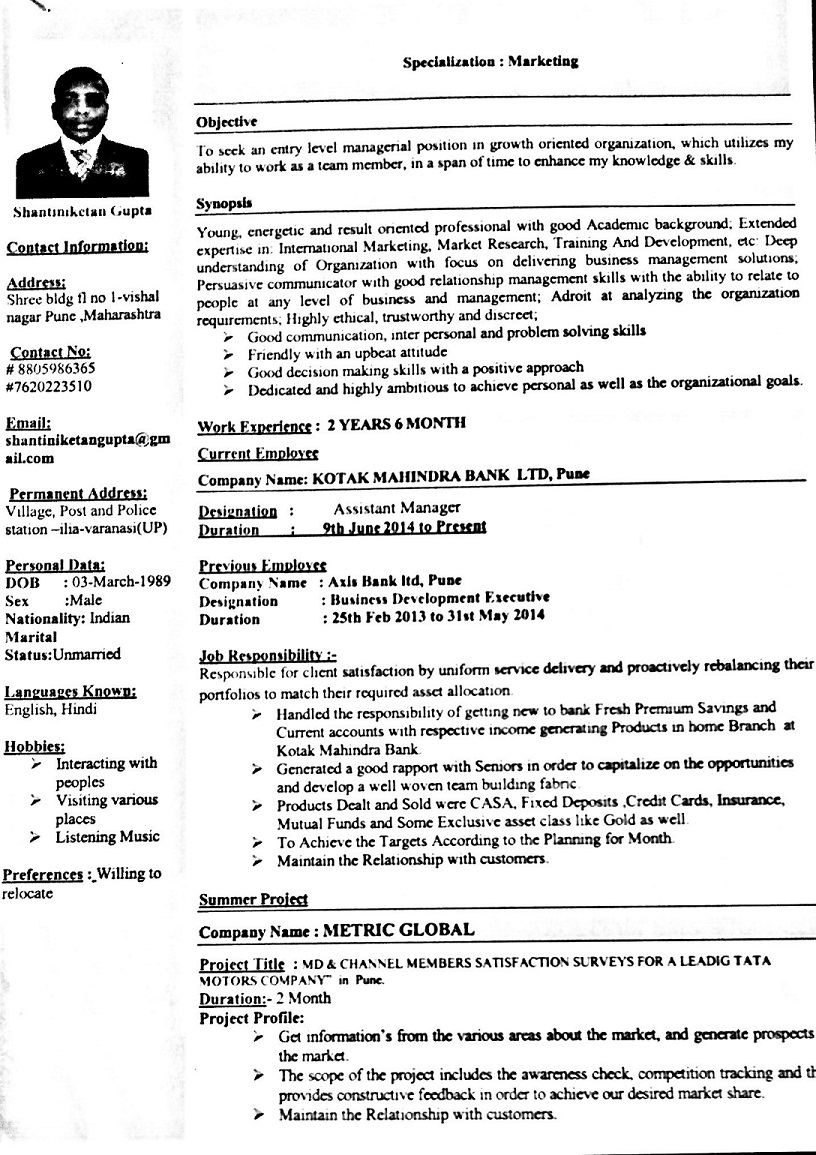 Shantiniketan Gupta
Contact Information:
Address:
Shree bldg fl no 1-vishal
nagar Pune ,Maharashtra
Contact No:
# 8805986365
#7620223510
Email:
shantiniketangupta@gm
ail.com
Permanent Address:
Village, Post and Police
station –ilia-varanasi(UP)
Personal Data:
DOB : 03-March-1989
Sex :Male
Nationality: Indian
Marital
Status:Unmarried
Languages Known:
English, Hindi
Hobbies:
➢ Interacting with
peoples
➢ Visiting various
places
➢ Listening Music
Preferences : Willing to
relocate
Specialization : Marketing
Objective
To seek an entry level managerial position in growth oriented organization, which utilizes my
ability to work as a team member, in a span of time to enhance my knowledge & skills.
Synopsis
Young, energetic and result oriented professional with good Academic background; Extended
expertise in: International Marketing, Market Research, Training And Development, etc: Deep
understanding of Organization with focus on delivering business management solutions;
Persuasive communicator with good relationship management skills with the ability to relate to
people at any level of business and management; Adroit at analyzing the organization
requirements; Highly ethical, trustworthy and discreet;
➢ Good communication, inter personal and problem solving skills
➢ Friendly with an upbeat attitude
➢ Good decision making skills with a positive approach
➢ Dedicated and highly ambitious to achieve personal as well as the organizational goals.
Work Experience : 2 YEARS 6 MONTH
Current Employee
Company Name: KOTAK MAHINDRA BANK LTD, Pune
Designation : Assistant Manager
Duration : 9th June 2014 to Present
Previous Employee
Company Name : Axis Bank ltd, Pune
Designation : Business Development Executive
Duration : 25th Feb 2013 to 31st May 2014
Job Responsibility :-
Responsible for client satisfaction by uniform service delivery and proactively rebalancing their
portfolios to match their required asset allocation.
➢ Handled the responsibility of getting new to bank Fresh Premium Savings and
Current accounts with respective income generating Products in home Branch at
Kotak Mahindra Bank.
➢ Generated a good rapport with Seniors in order to capitalize on the opportunities
and develop a well woven team building fabric.
➢ Products Dealt and Sold were CASA, Fixed Deposits ,Credit Cards, Insurance,
Mutual Funds and Some Exclusive asset class like Gold as well.
➢ To Achieve the Targets According to the Planning for Month.
➢ Maintain the Relationship with customers.
Summer Project
Company Name : METRIC GLOBAL
Project Title : MD & CHANNEL MEMBERS SATISFACTION SURVEYS FOR A LEADIG TATA
MOTORS COMPANY" in Pune.
Duration:- 2 Month
Project Profile:
➢ Get information's from the various areas about the market, and generate prospects
the market.
➢ The scope of the project includes the awareness check, competition tracking and th
provides constructive feedback in order to achieve our desired market share.
➢ Maintain the Relationship with customers.